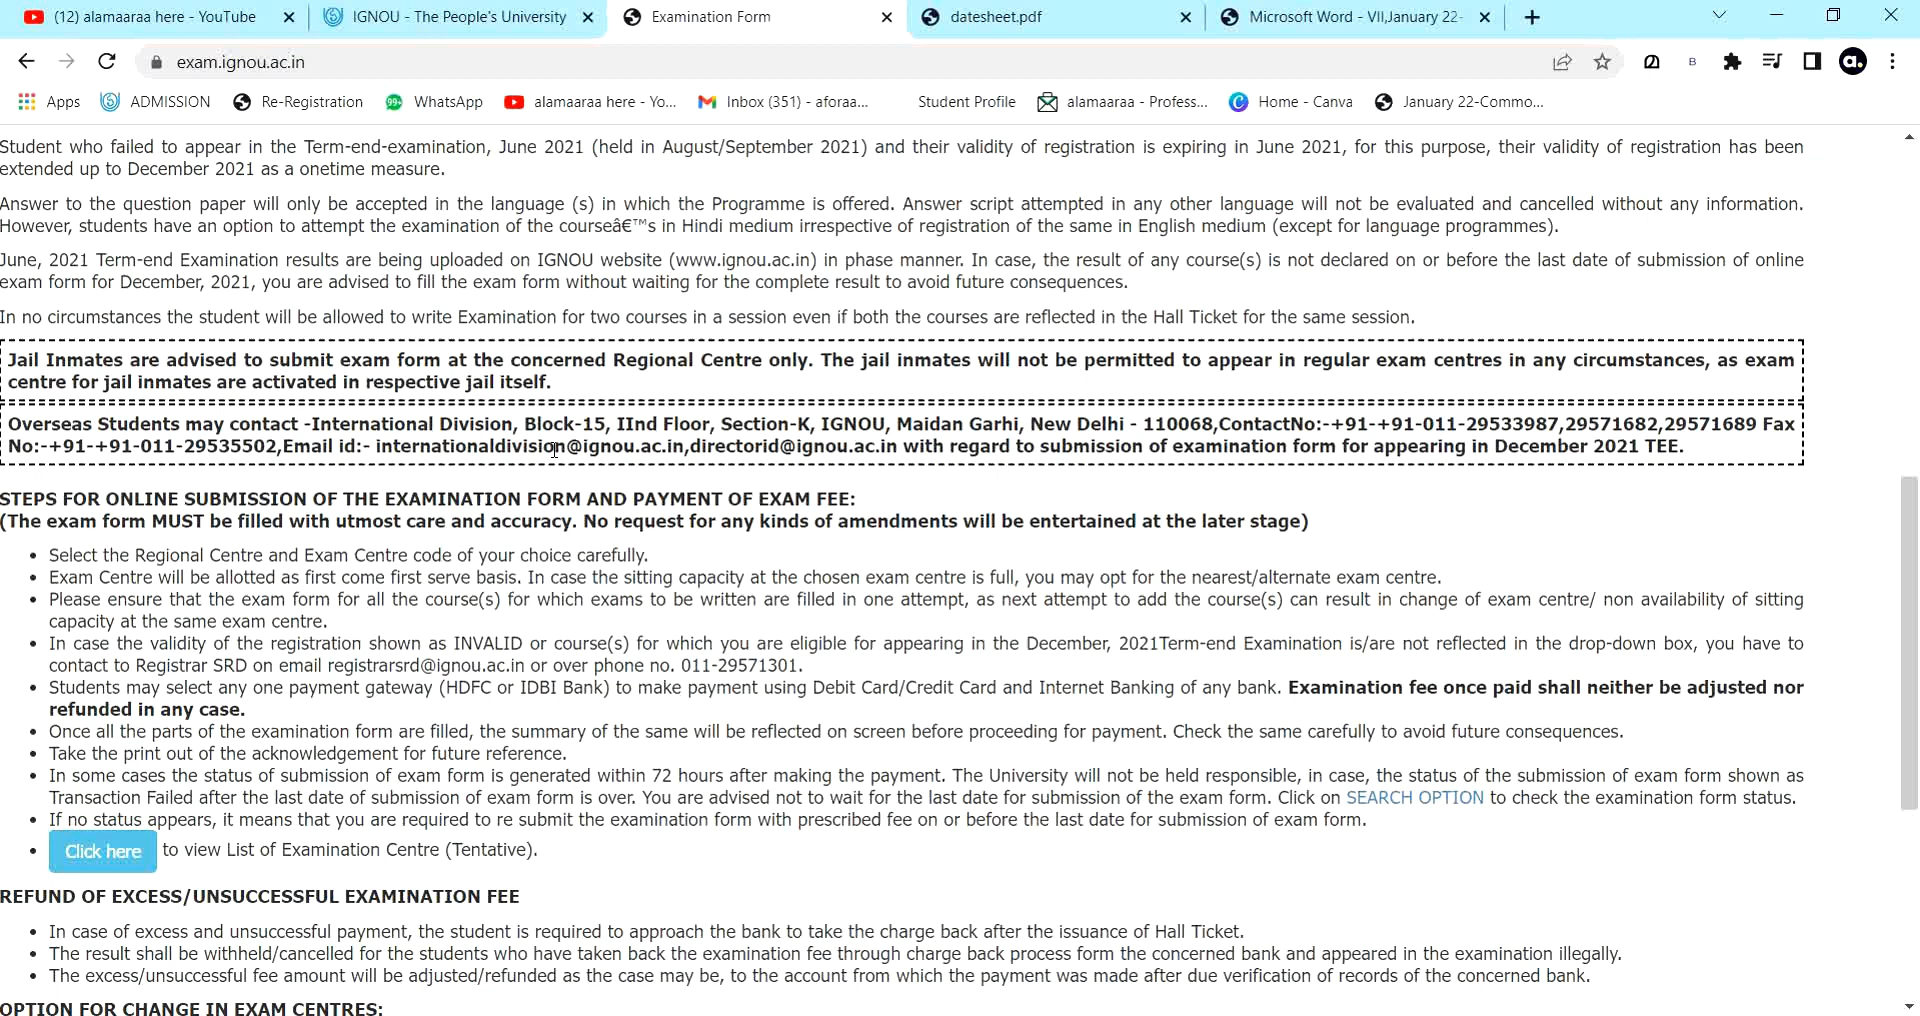 (12) alamaaraa here - YouTube
IGNOU - The People's University
Examination Form
datesheet.pdf
Microsoft Word - VII,January 22-
exam.ignou.ac.in
Apps
ADMISSION
Re-Registration
99+
WhatsApp
alamaaraa here - Yo...
Inbox (351) - aforaa...
Student Profile
alamaaraa - Profess...
Home - Canva
January 22-Commo...
Student who failed to appear in the Term-end-examination, June 2021 (held in August/September 2021) and their validity of registration is expiring in June 2021, for this purpose, their validity of registration has been
extended up to December 2021 as a onetime measure.
Answer to the question paper will only be accepted in the language (s) in which the Programme is offered. Answer script attempted in any other language will not be evaluated and cancelled without any information.
However, students have an option to attempt the examination of the courseâ€™s in Hindi medium irrespective of registration of the same in English medium (except for language programmes).
June, 2021 Term-end Examination results are being uploaded on IGNOU website (www.ignou.ac.in) in phase manner. In case, the result of any course(s) is not declared on or before the last date of submission of online
exam form for December, 2021, you are advised to fill the exam form without waiting for the complete result to avoid future consequences.
In no circumstances the student will be allowed to write Examination for two courses in a session even if both the courses are reflected in the Hall Ticket for the same session.
Jail Inmates are advised to submit exam form at the concerned Regional Centre only. The jail inmates will not be permitted to appear in regular exam centres in any circumstances, as exam
centre for jail inmates are activated in respective jail itself.
Overseas Students may contact -International Division, Block-15, IInd Floor, Section-K, IGNOU, Maidan Garhi, New Delhi - 110068,ContactNo:-+91-+91-011-29533987,29571682,29571689 Fax
No:-+91-+91-011-29535502,Email id:- internationaldivision@ignou.ac.in,directorid@ignou.ac.in with regard to submission of examination form for appearing in December 2021 TEE.
STEPS FOR ONLINE SUBMISSION OF THE EXAMINATION FORM AND PAYMENT OF EXAM FEE:
(The exam form MUST be filled with utmost care and accuracy. No request for any kinds of amendments will be entertained at the later stage)
• Select the Regional Centre and Exam Centre code of your choice carefully.
• Exam Centre will be allotted as first come first serve basis. In case the sitting capacity at the chosen exam centre is full, you may opt for the nearest/alternate exam centre.
• Please ensure that the exam form for all the course(s) for which exams to be written are filled in one attempt, as next attempt to add the course(s) can result in change of exam centre/ non availability of sitting
capacity at the same exam centre.
• In case the validity of the registration shown as INVALID or course(s) for which you are eligible for appearing in the December, 2021Term-end Examination is/are not reflected in the drop-down box, you have to
contact to Registrar SRD on email registrarsrd@ignou.ac.in or over phone no. 011-29571301.
• Students may select any one payment gateway (HDFC or IDBI Bank) to make payment using Debit Card/Credit Card and Internet Banking of any bank. Examination fee once paid shall neither be adjusted nor
refunded in any case.
• Once all the parts of the examination form are filled, the summary of the same will be reflected on screen before proceeding for payment. Check the same carefully to avoid future consequences.
• Take the print out of the acknowledgement for future reference.
• In some cases the status of submission of exam form is generated within 72 hours after making the payment. The University will not be held responsible, in case, the status of the submission of exam form shown as
Transaction Failed after the last date of submission of exam form is over. You are advised not to wait for the last date for submission of the exam form. Click on SEARCH OPTION to check the examination form status.
• If no status appears, it means that you are required to re submit the examination form with prescribed fee on or before the last date for submission of exam form.
• Click here to view List of Examination Centre (Tentative).
REFUND OF EXCESS/UNSUCCESSFUL EXAMINATION FEE
• In case of excess and unsuccessful payment, the student is required to approach the bank to take the charge back after the issuance of Hall Ticket.
• The result shall be withheld/cancelled for the students who have taken back the examination fee through charge back process form the concerned bank and appeared in the examination illegally.
• The excess/unsuccessful fee amount will be adjusted/refunded as the case may be, to the account from which the payment was made after due verification of records of the concerned bank.
OPTION FOR CHANGE IN EXAM CENTRES: